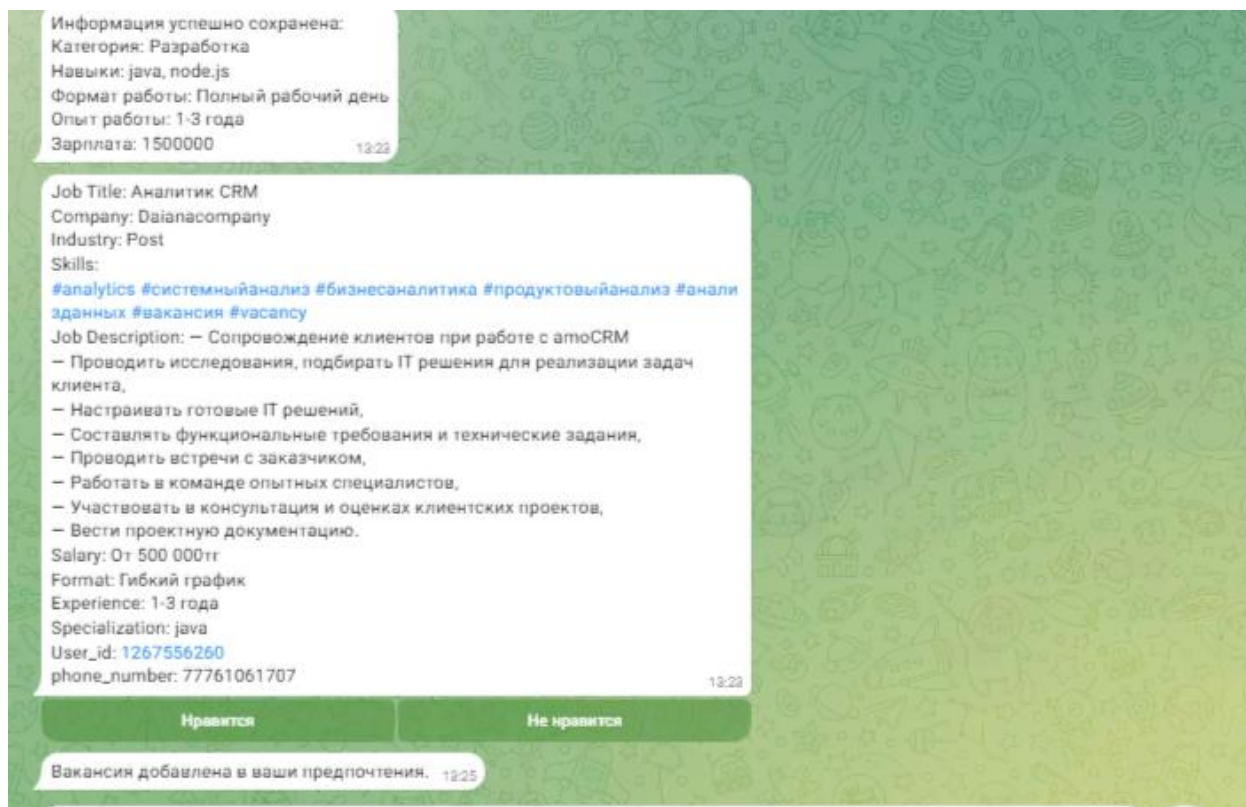 Информация успешно сохранена:
Категория: Разработка
Навыки: java, node.js
Формат работы: Полный рабочий день
Опыт работы: 1-3 года
Зарплата: 1500000
13:23
Job Title: Аналитик CRM
Company: Daianacompany
Industry: Post
Skills:
#analytics #системныйанализ #бизнесаналитика #продуктовыйанализ #анали
зданных #вакансия #vacancy
Job Description: — Сопровождение клиентов при работе с amoCRM
— Проводить исследования, подбирать IT решения для реализации задач
клиента,
— Настраивать готовые IT решений,
— Составлять функциональные требования и технические задания,
— Проводить встречи с заказчиком,
— Работать в команде опытных специалистов,
— Участвовать в консультация и оценках клиентских проектов,
— Вести проектную документацию.
Salary: От 500 000тг
Format: Гибкий график
Experience: 1-3 года
Specialization: java
User_id: 1267556260
phone_number: 77761061707
13:23
Нравится
Не нравится
Вакансия добавлена в ваши предпочтения.
13:25